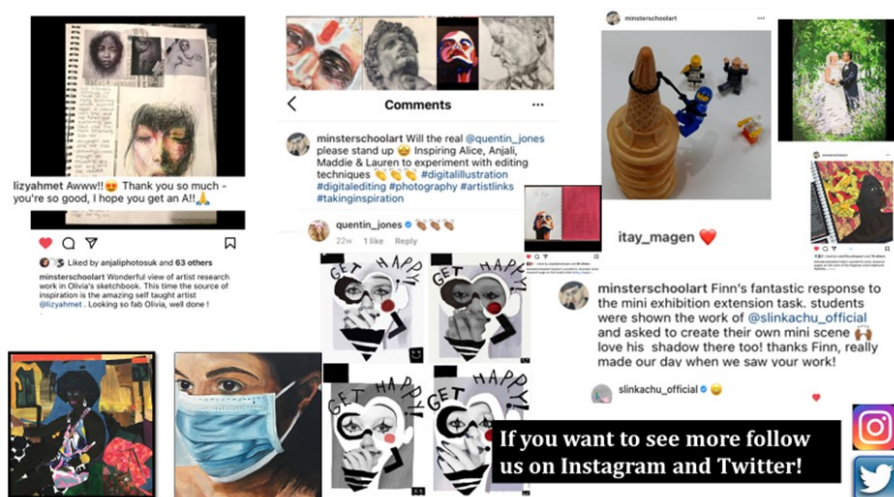 lizyahmet Awww!!😍 Thank you so much -
you're so good, I hope you get an A!!🙏
Liked by anjaliphotosuk and 63 others
minsterschoolart Wonderful view of artist research
work in Olivia's sketchbook. This time the source of
inspiration is the amazing self taught artist
@lizyahmet . Looking so fab Olivia, well done !
Comments
minsterschoolart Will the real @quentin_jones
please stand up 😍 Inspiring Alice, Anjali,
Maddie & Lauren to experiment with editing
techniques 👏👏👏 #digitalillustration
#digitalediting #photography #artistlinks
#takinginspiration
quentin_jones 👏🏽👏🏽👏🏽👏🏽
22w 1 like Reply
GET HAPPY!
GET HAPPY!
GET HAPPY!
GET HAPPY!
minsterschoolart
itay_magen ❤️
minsterschoolart Finn's fantastic response to
the mini exhibition extension task. students
were shown the work of @slinkachu_official
and asked to create their own mini scene 🙌🏾
love his shadow there too! thanks Finn, really
made our day when we saw your work!
slinkachu_official 😀
If you want to see more follow
us on Instagram and Twitter!